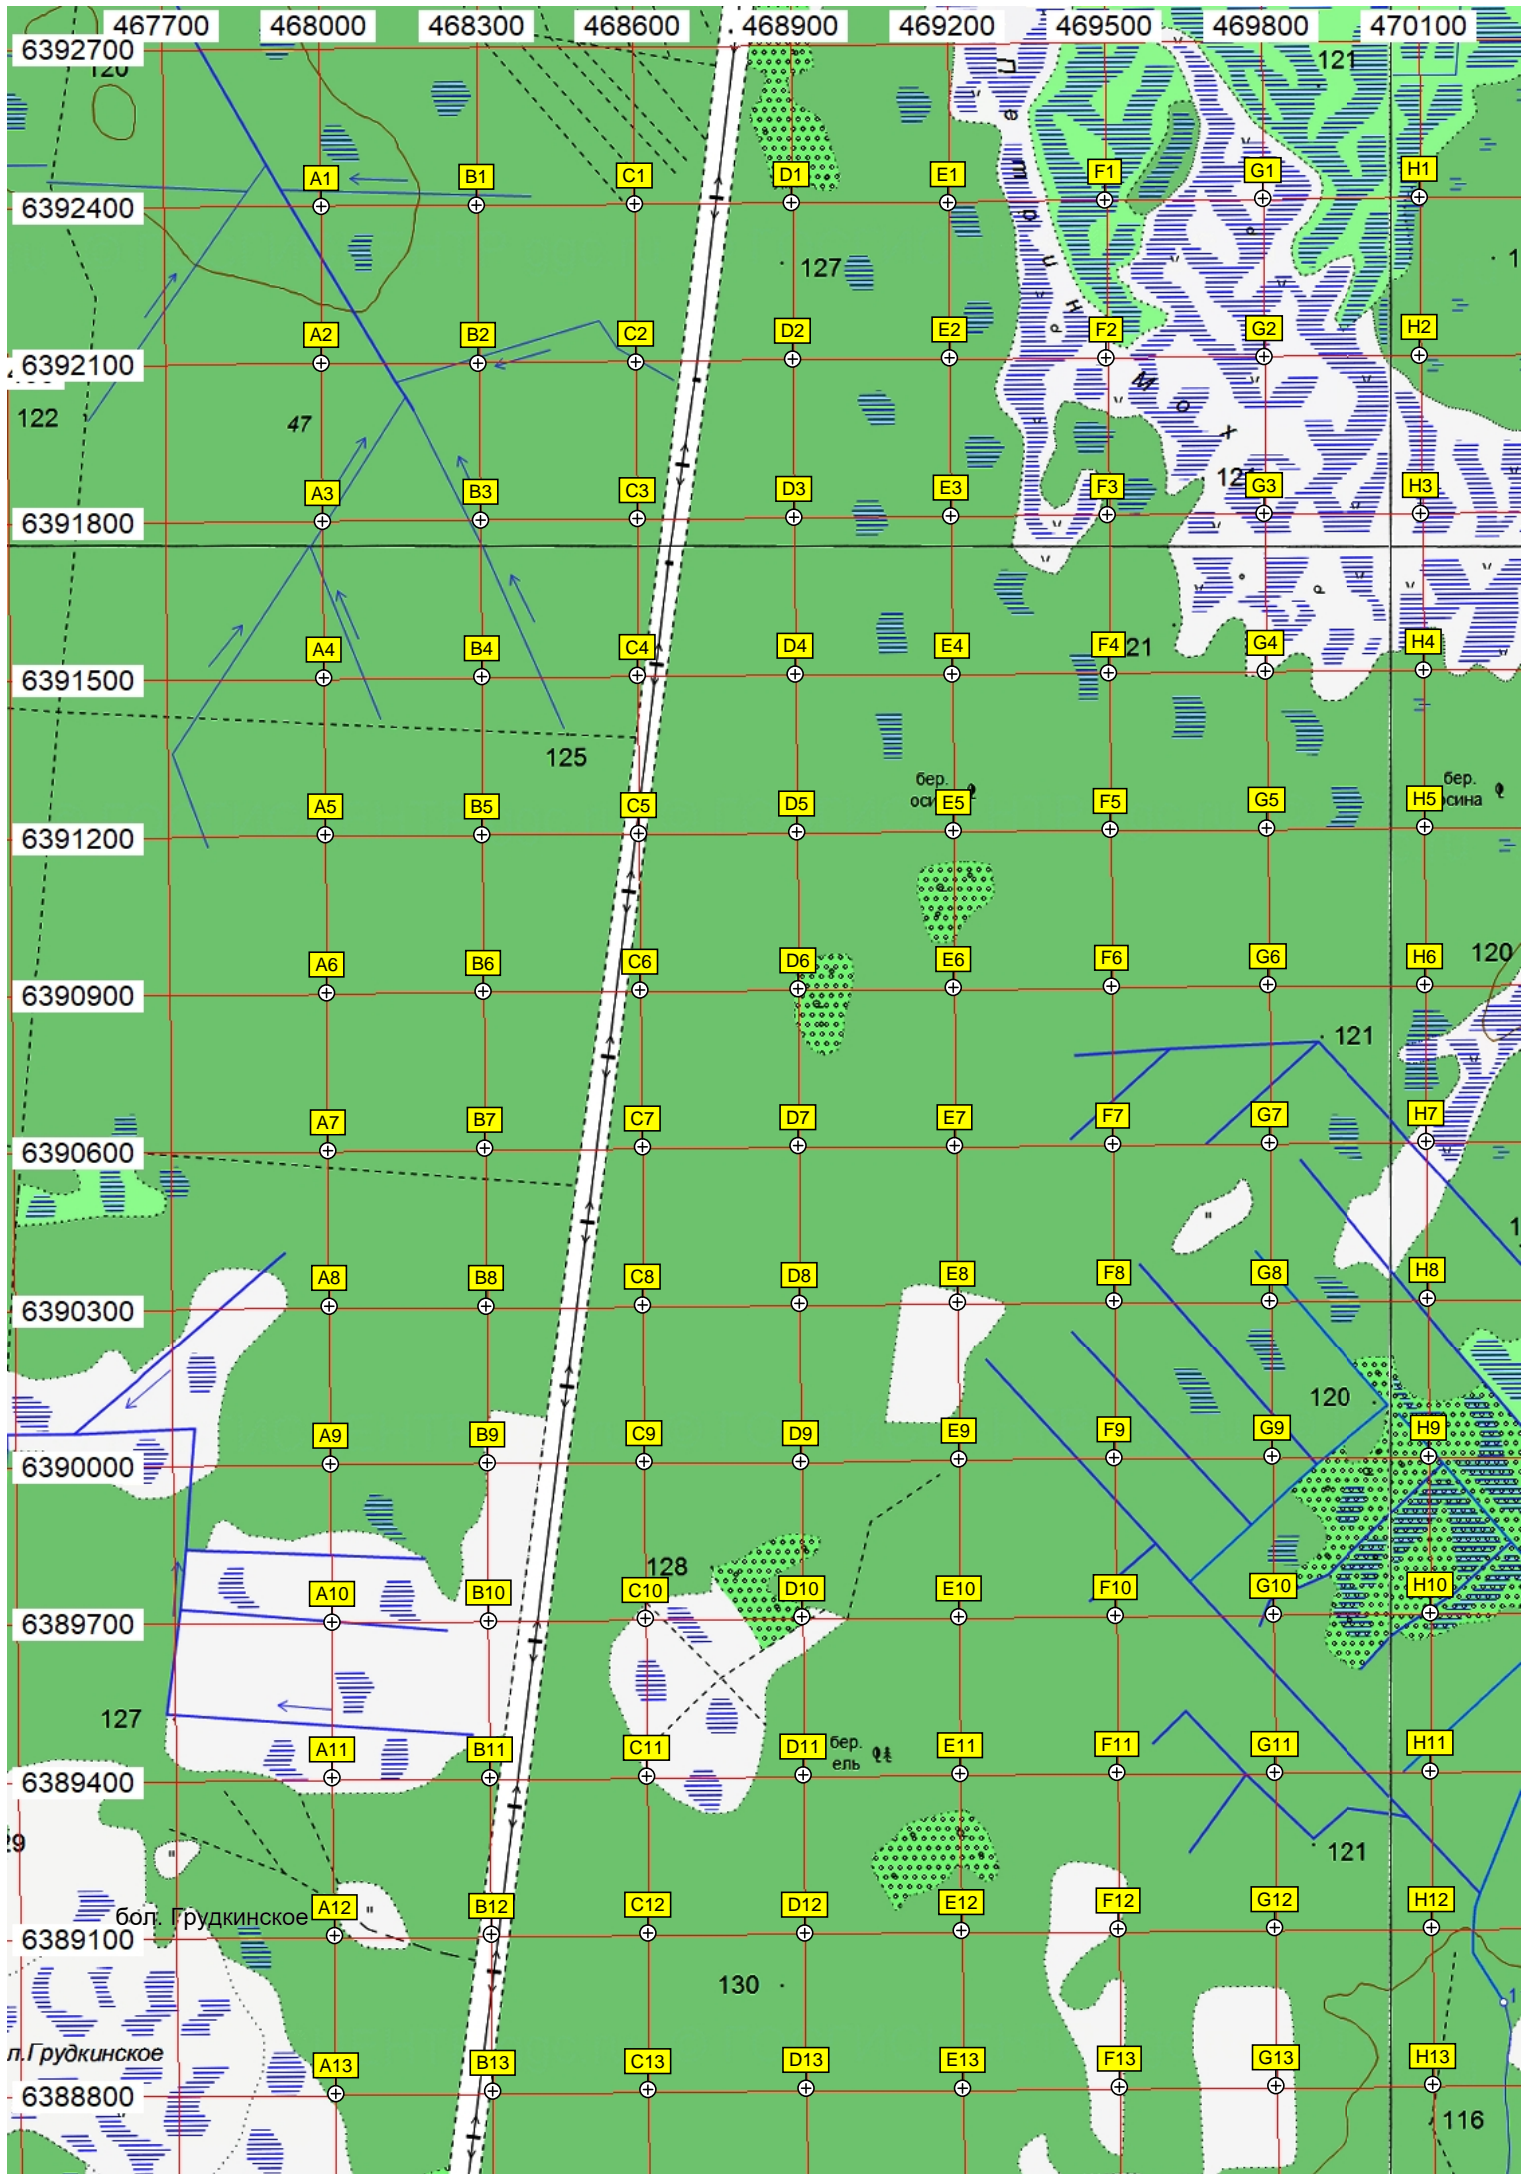 467700 468000 468300 468600 468900 469200 469500 469800 470100
6392700
120
121
Паторин Мох
A1 B1 C1 D1 E1 F1 G1 H1
6392400
127
A2 B2 C2 D2 E2 F2 G2 H2
6392100
122
47
A3 B3 C3 D3 E3 F3 G3 H3
6391800
A4 B4 C4 D4 E4 F4 G4 H4
21
6391500
125
бер.
бер.
A5 B5 C5 D5 E5 F5 G5 H5
6391200
A6 B6 C6 D6 E6 F6 G6 H6
120
6390900
121
A7 B7 C7 D7 E7 F7 G7 H7
6390600
A8 B8 C8 D8 E8 F8 G8 H8
6390300
120
A9 B9 C9 D9 E9 F9 G9 H9
6390000
128
A10 B10 C10 D10 E10 F10 G10 H10
6389700
127
A11 B11 C11 D11 E11 F11 G11 H11
бер.
ель
6389400
29
121
A12 B12 C12 D12 E12 F12 G12 H12
бол. Грудкинское
6389100
130
1
л.Грудкинское
A13 B13 C13 D13 E13 F13 G13 H13
6388800
116